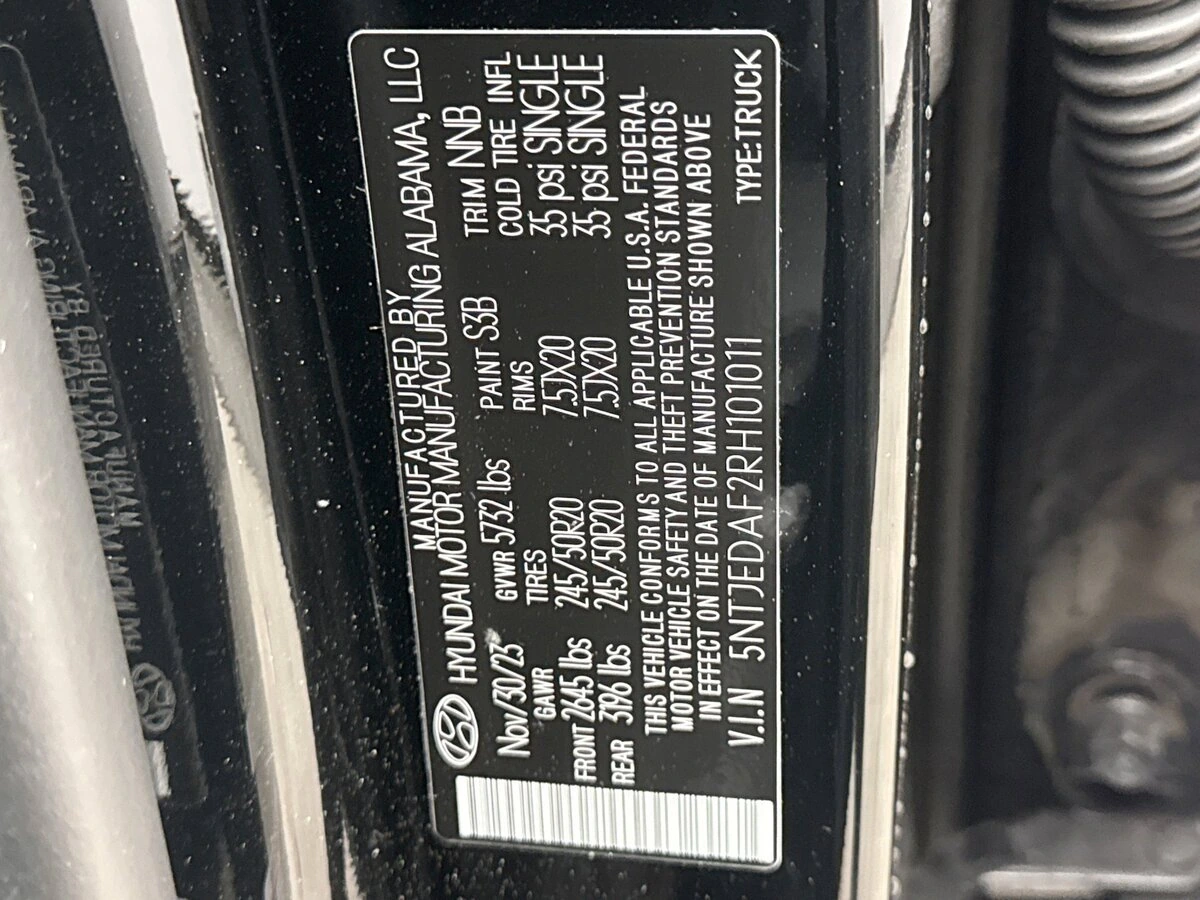 MANUFACTURED BY
HYUNDAI MOTOR MANUFACTURING ALABAMA, LLC
Nov/30/23 GVWR 5732 lbs PAINT S3B TRIM NNB
GAWR TIRES RIMS COLD TIRE INFL
FRONT 2645 lbs 245/50R20 7.5JX20 35 psi SINGLE
REAR 3196 lbs 245/50R20 7.5JX20 35 psi SINGLE
THIS VEHICLE CONFORMS TO ALL APPLICABLE U.S.A. FEDERAL
MOTOR VEHICLE SAFETY AND THEFT PREVENTION STANDARDS
IN EFFECT ON THE DATE OF MANUFACTURE SHOWN ABOVE
V.I.N 5NTJEDAF2RH101011 TYPE:TRUCK